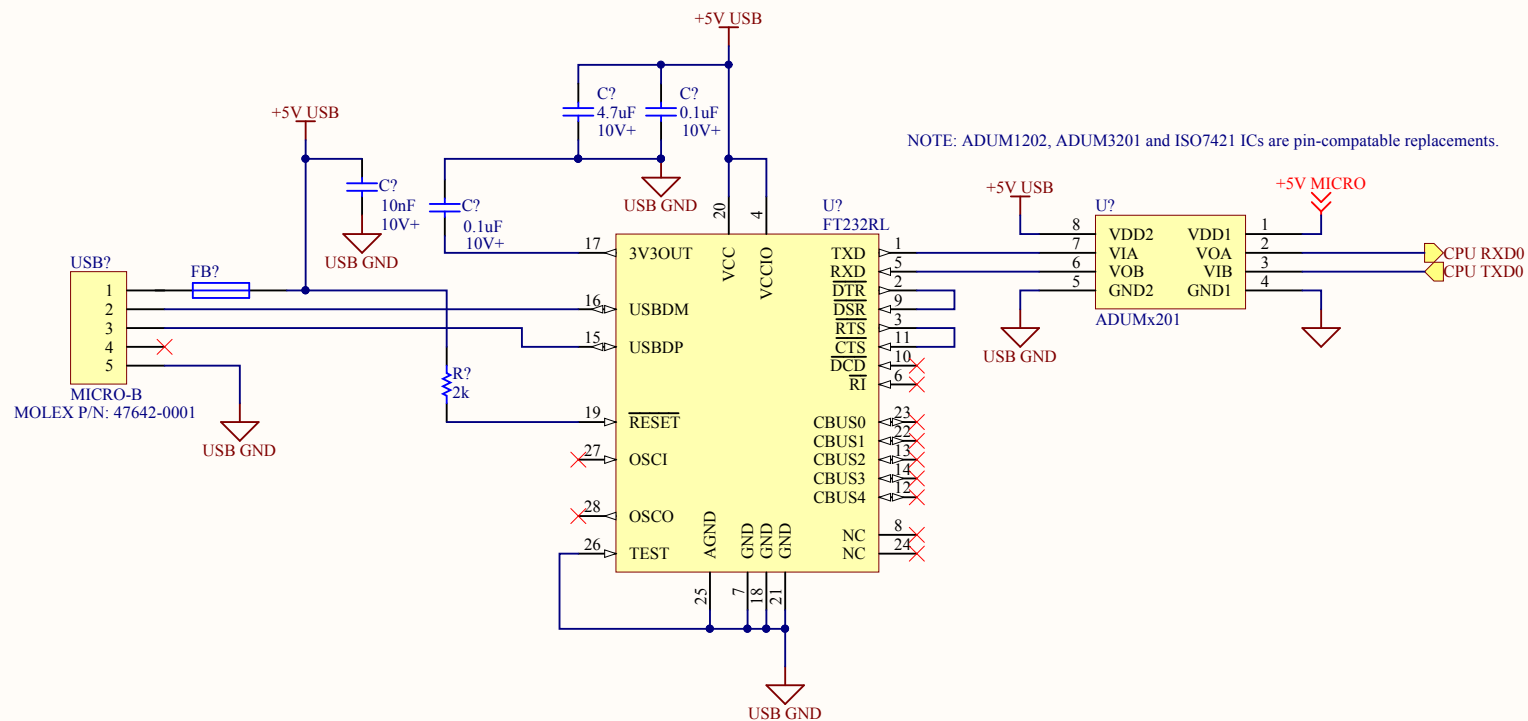 +5V USB
C?
4.7uF
10V+
C?
0.1uF
10V+
+5V USB
C?
10nF
10V+
USB GND
C?
0.1uF
10V+
USB GND
NOTE: ADUM1202, ADUM3201 and ISO7421 ICs are pin-compatable replacements.
USB?
1
2
3
4
5
MICRO-B
MOLEX P/N: 47642-0001
FB?
USB GND
R?
2k
U?
FT232RL
20
VCC
4
VCCIO
17 3V3OUT
16 USBDM
15 USBDP
19 RESET
27 OSCI
28 OSCO
26 TEST
AGND
GND
GND
GND
25
7
18
21
USB GND
TXD 1
RXD 5
DTR 2
DSR 9
RTS 3
CTS 11
DCD 10
RI 6
CBUS0 23
CBUS1 22
CBUS2 13
CBUS3 14
CBUS4 12
NC 8
NC 24
+5V USB
+5V MICRO
U?
8 VDD2 VDD1 1
7 VIA VOA 2
6 VOB VIB 3
5 GND2 GND1 4
ADUMx201
USB GND
CPU RXD0
CPU TXD0